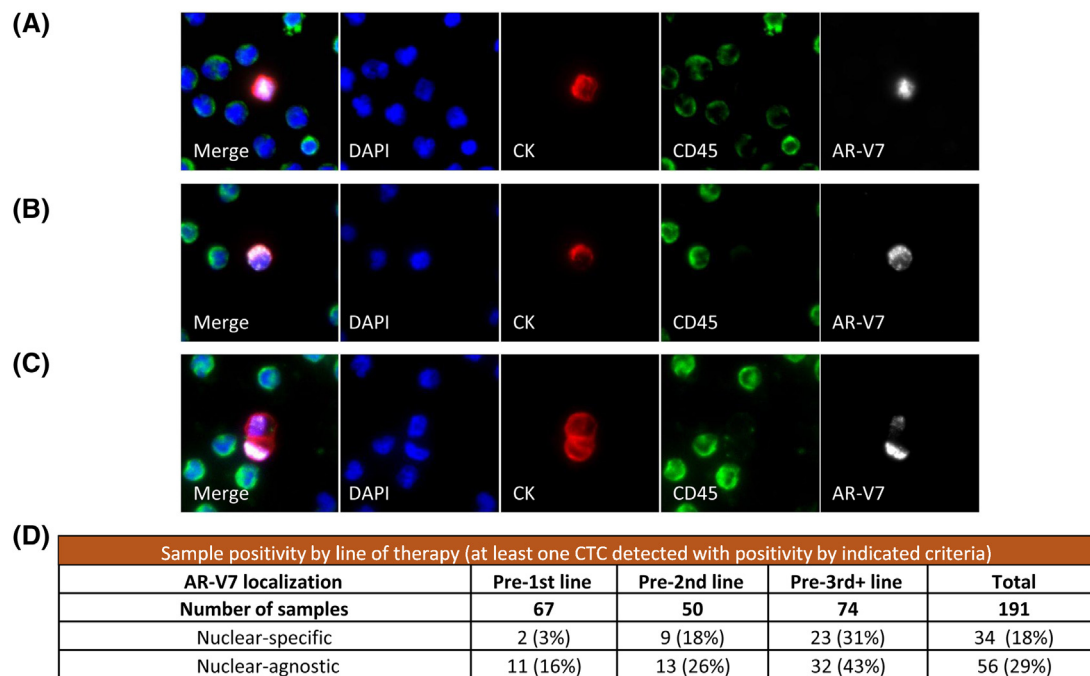 (A)
Merge DAPI CK CD45 AR-V7
(B)
Merge DAPI CK CD45 AR-V7
(C)
Merge DAPI CK CD45 AR-V7
(D)
Sample positivity by line of therapy (at least one CTC detected with positivity by indicated criteria)
AR-V7 localization Pre-1st line Pre-2nd line Pre-3rd+ line Total
Number of samples 67 50 74 191
Nuclear-specific 2 (3%) 9 (18%) 23 (31%) 34 (18%)
Nuclear-agnostic 11 (16%) 13 (26%) 32 (43%) 56 (29%)